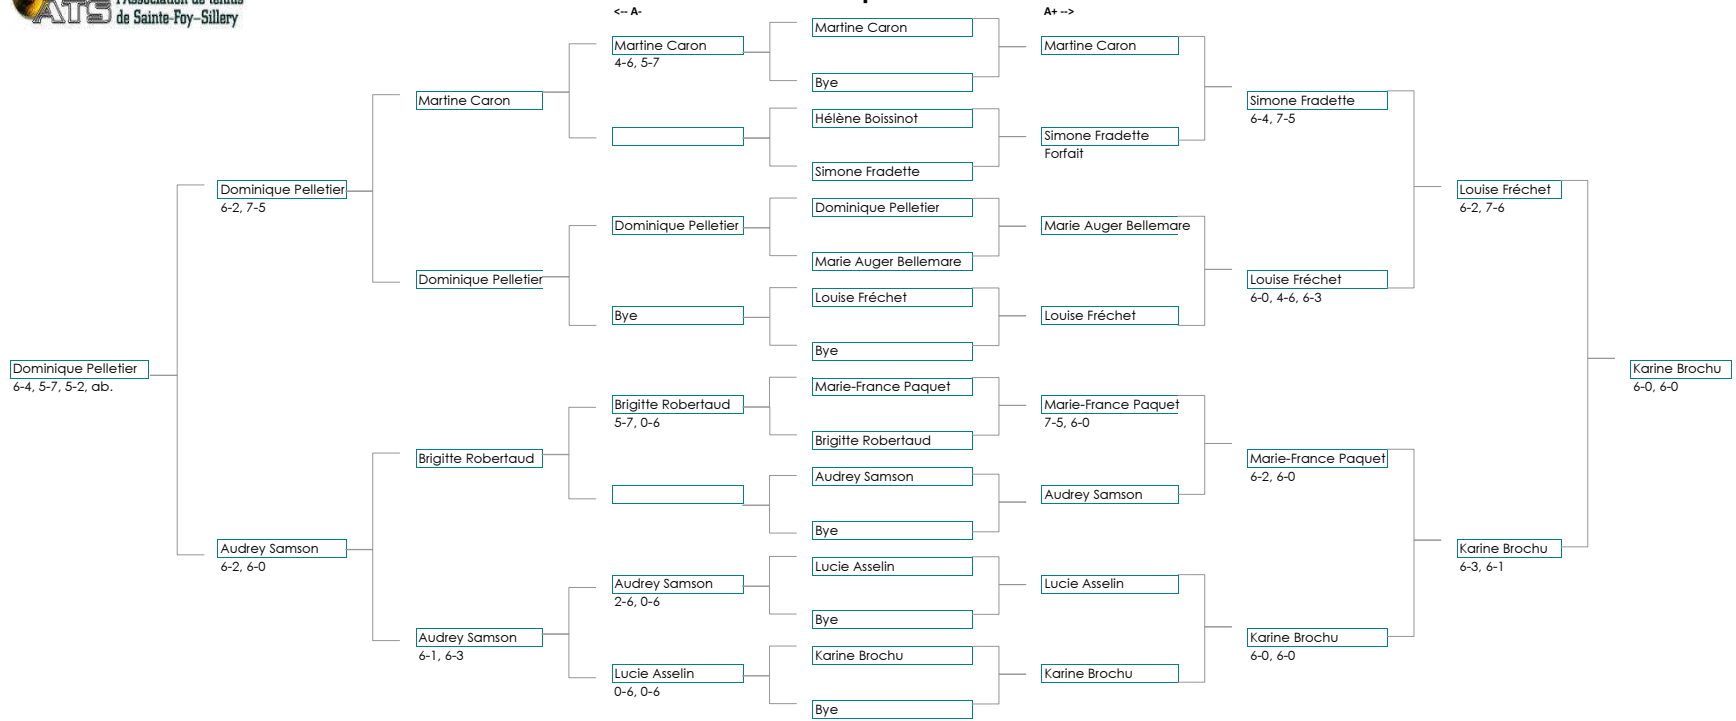 ATS
l'Association de tennis
de Sainte-Foy-Sillery
<-- A-
A+ -->
Martine Caron
Martine Caron
4-6, 5-7
Martine Caron
Bye
Martine Caron
Hélène Boissinot
Simone Fradette
Simone Fradette
Forfait
Simone Fradette
6-4, 7-5
Dominique Pelletier
6-2, 7-5
Dominique Pelletier
Dominique Pelletier
Dominique Pelletier
Marie Auger Bellemare
Marie Auger Bellemare
Louise Fréchet
6-2, 7-6
Bye
Louise Fréchet
Bye
Louise Fréchet
Louise Fréchet
6-0, 4-6, 6-3
Dominique Pelletier
6-4, 5-7, 5-2, ab.
Karine Brochu
6-0, 6-0
Brigitte Robertaud
Brigitte Robertaud
5-7, 0-6
Marie-France Paquet
Brigitte Robertaud
Marie-France Paquet
7-5, 6-0
Marie-France Paquet
6-2, 6-0
Audrey Samson
Bye
Audrey Samson
Audrey Samson
6-2, 6-0
Karine Brochu
6-3, 6-1
Audrey Samson
6-1, 6-3
Audrey Samson
2-6, 0-6
Lucie Asselin
Bye
Lucie Asselin
Karine Brochu
6-0, 6-0
Lucie Asselin
0-6, 0-6
Karine Brochu
Bye
Karine Brochu